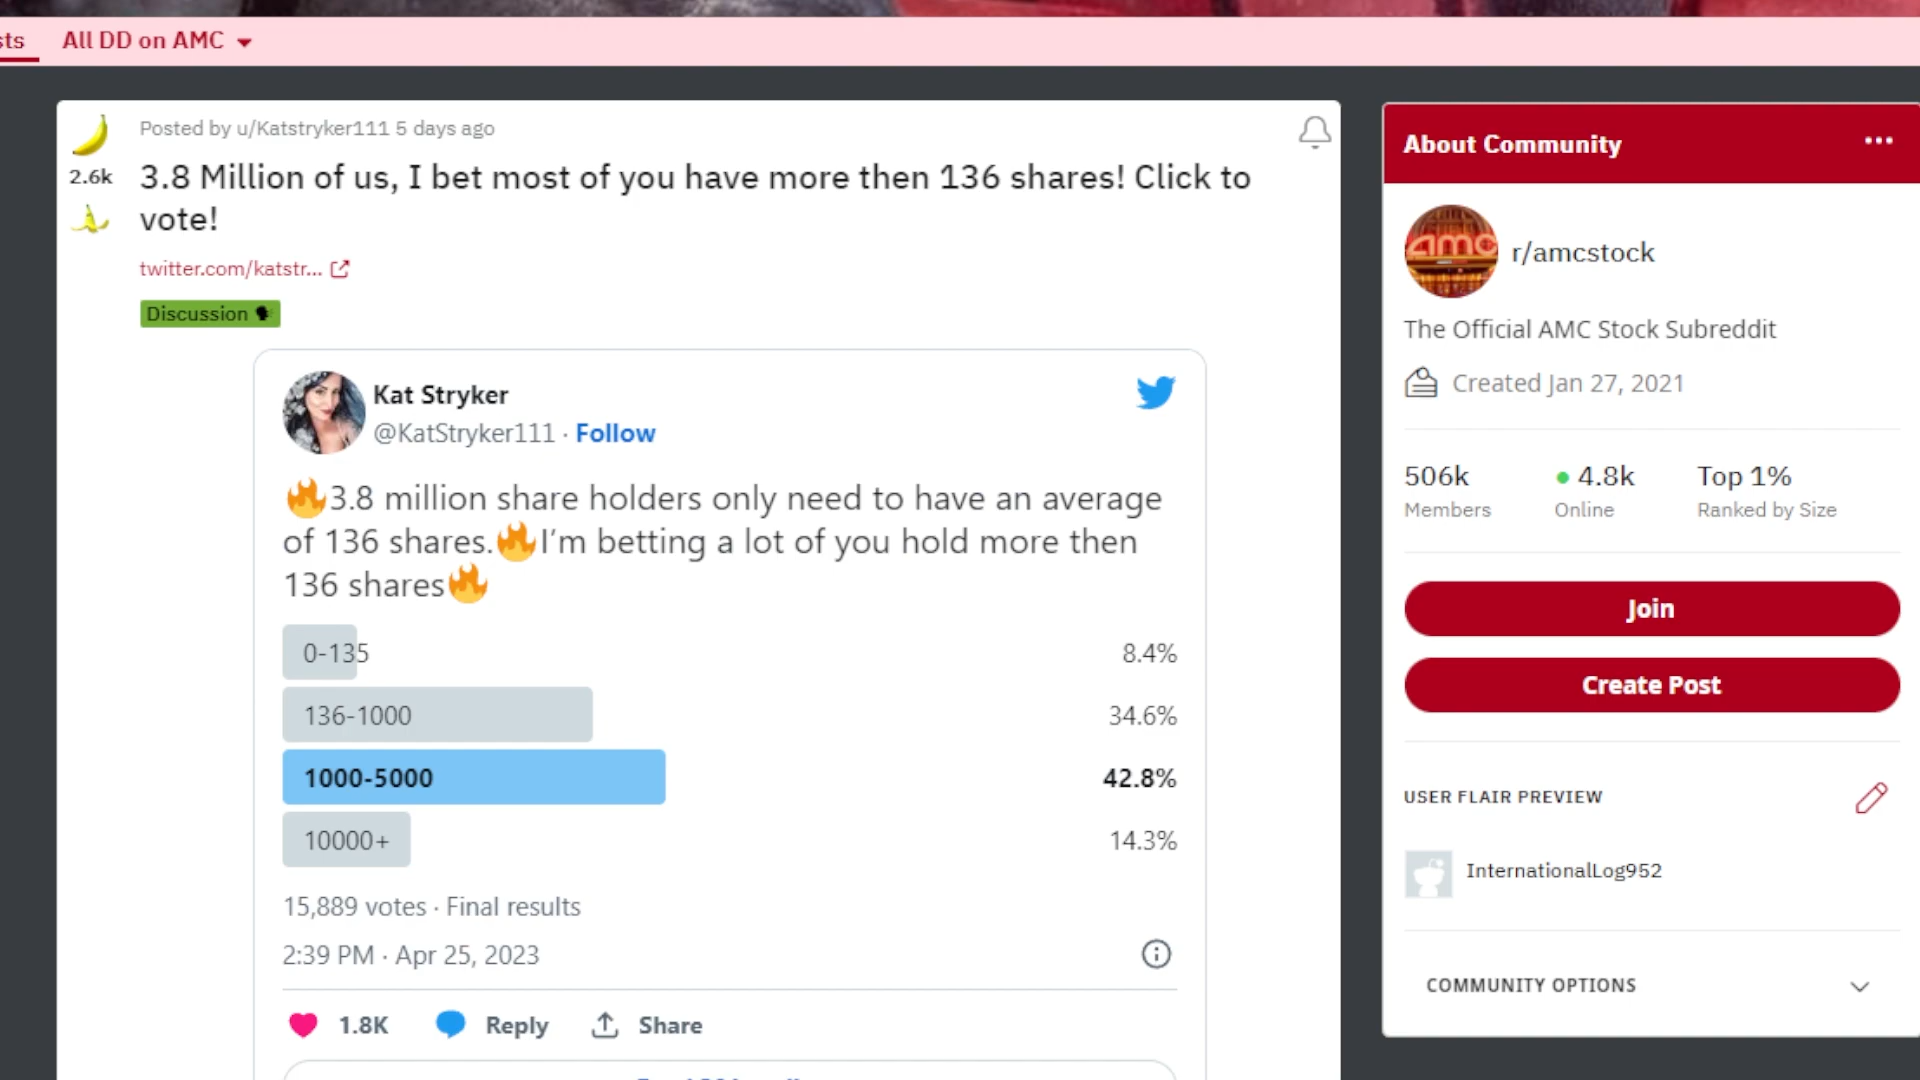 sts
All DD on AMC
Posted by u/Katstryker111 5 days ago
2.6k
3.8 Million of us, I bet most of you have more then 136 shares! Click to
vote!
twitter.com/katstr...
Discussion
Kat Stryker
@KatStryker111 · Follow
🔥3.8 million share holders only need to have an average
of 136 shares.🔥I'm betting a lot of you hold more then
136 shares🔥
0-135 8.4%
136-1000 34.6%
1000-5000 42.8%
10000+ 14.3%
15,889 votes · Final results
2:39 PM · Apr 25, 2023
1.8K Reply Share
About Community
amc
r/amcstock
The Official AMC Stock Subreddit
Created Jan 27, 2021
506k 4.8k Top 1%
Members Online Ranked by Size
Join
Create Post
USER FLAIR PREVIEW
InternationalLog952
COMMUNITY OPTIONS